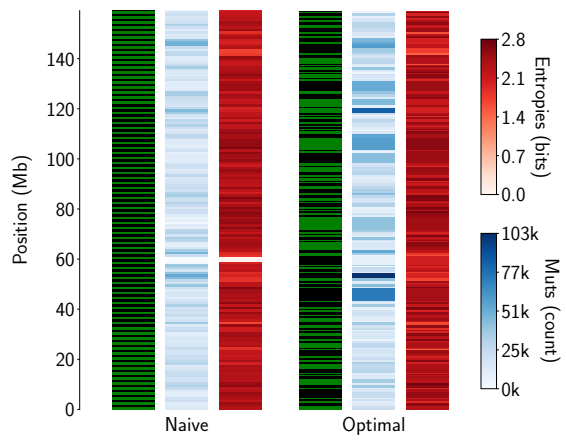 Position (Mb)
140
120
100
80
60
40
20
0
Naive
Optimal
2.8
2.1
1.4
0.7
0.0
Entropies (bits)
103k
77k
51k
25k
0k
Muts (count)